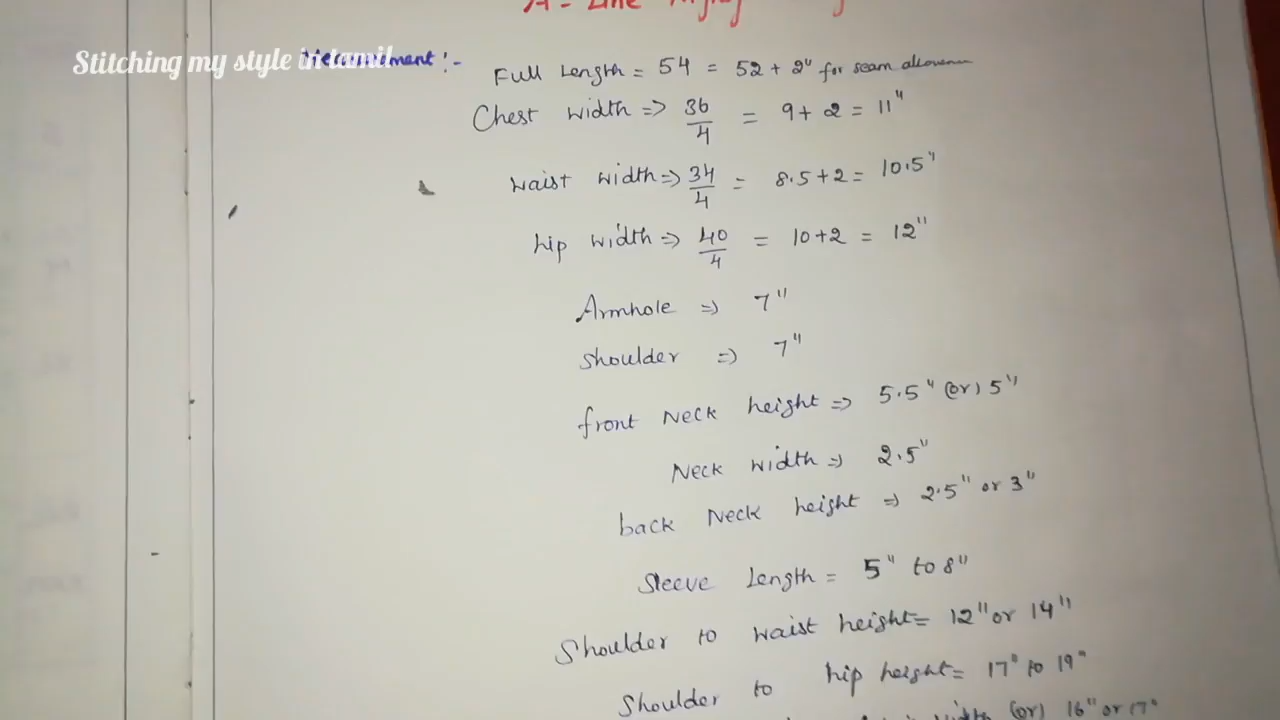 A - Line
Stitching my style in tamil
Full Length = 54 = 52 + 2" for seam
Chest width => 36/4 = 9 + 2 = 11"
waist width => 34/4 = 8.5 + 2 = 10.5"
hip width => 40/4 = 10 + 2 = 12"
Armhole => 7"
shoulder => 7"
front Neck height => 5.5" (or) 5"
Neck width => 2.5"
back Neck height => 2.5" or 3"
Sleeve Length = 5" to 8"
Shoulder to waist height = 12" or 14"
Shoulder to hip height = 17" to 19"
width (or) 16" or 17"